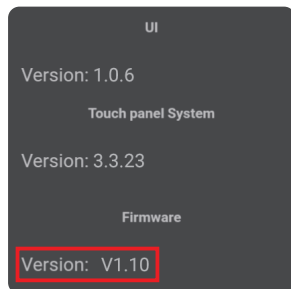 UI
Version: 1.0.6
Touch panel System
Version: 3.3.23
Firmware
Version: V1.10